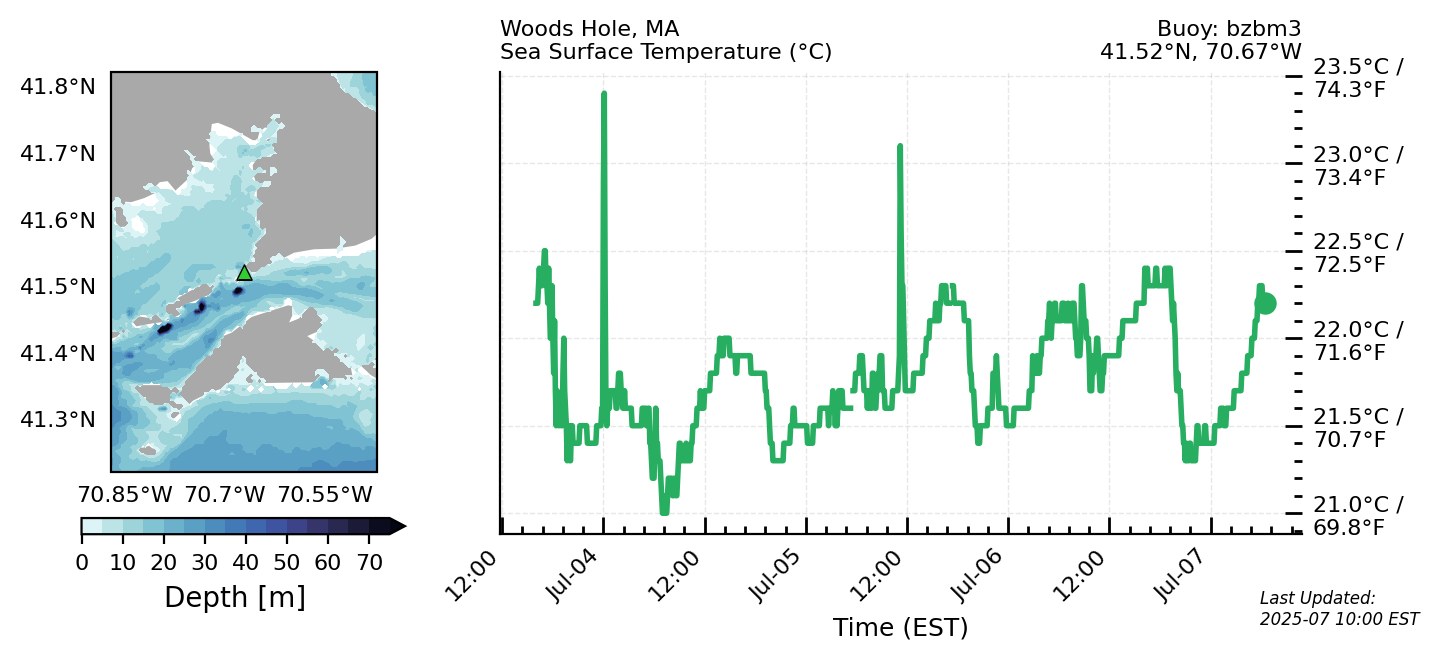 Woods Hole, MA
Sea Surface Temperature (°C)
Buoy: bzbm3
41.52°N, 70.67°W
41.8°N
41.7°N
41.6°N
41.5°N
41.4°N
41.3°N
70.85°W 70.7°W 70.55°W
0 10 20 30 40 50 60 70
Depth [m]
23.5°C /
74.3°F
23.0°C /
73.4°F
22.5°C /
72.5°F
22.0°C /
71.6°F
21.5°C /
70.7°F
21.0°C /
69.8°F
12:00 Jul-04 12:00 Jul-05 12:00 Jul-06 12:00 Jul-07
Time (EST)
Last Updated:
2025-07 10:00 EST